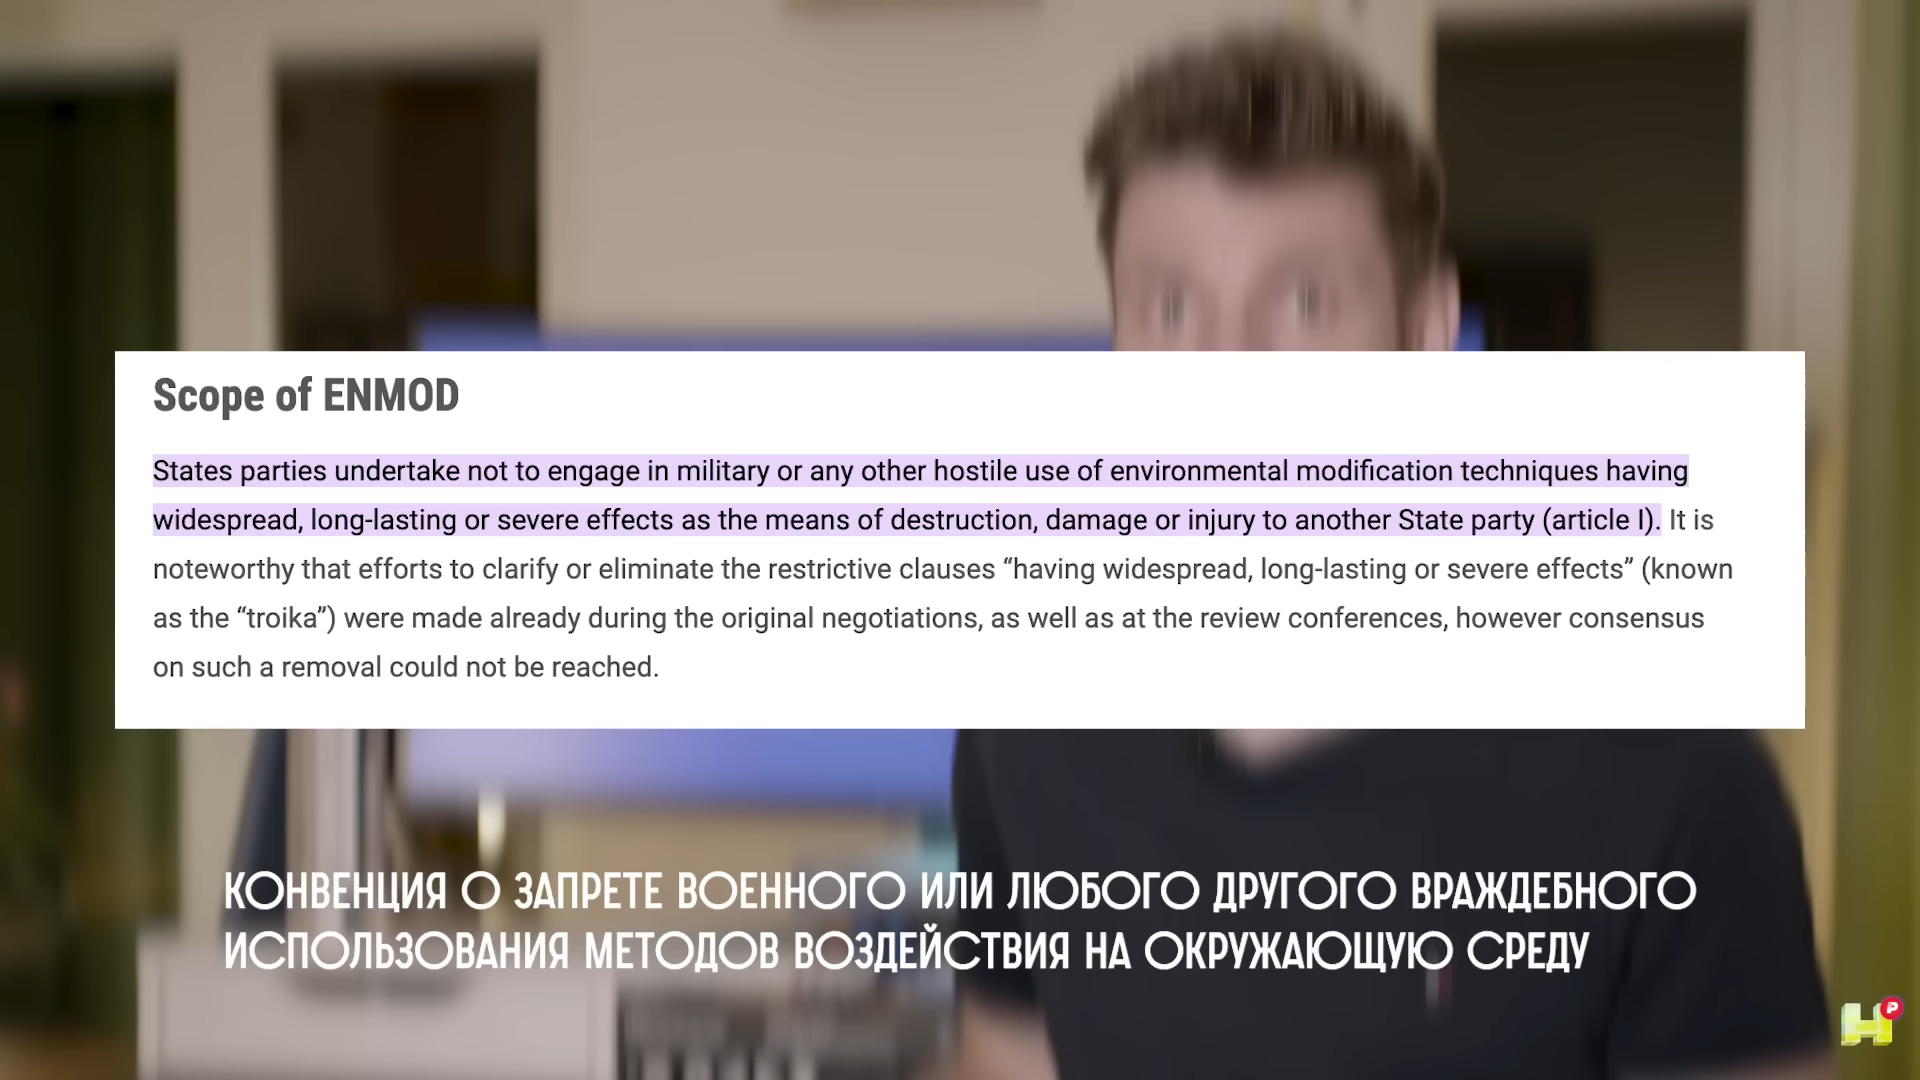 Scope of ENMOD
States parties undertake not to engage in military or any other hostile use of environmental modification techniques having
widespread, long-lasting or severe effects as the means of destruction, damage or injury to another State party (article I). It is
noteworthy that efforts to clarify or eliminate the restrictive clauses “having widespread, long-lasting or severe effects” (known
as the “troika”) were made already during the original negotiations, as well as at the review conferences, however consensus
on such a removal could not be reached.
КОНВЕНЦИЯ О ЗАПРЕТЕ ВОЕННОГО ИЛИ ЛЮБОГО ДРУГОГО ВРАЖДЕБНОГО
ИСПОЛЬЗОВАНИЯ МЕТОДОВ ВОЗДЕЙСТВИЯ НА ОКРУЖАЮЩУЮ СРЕДУ
H P